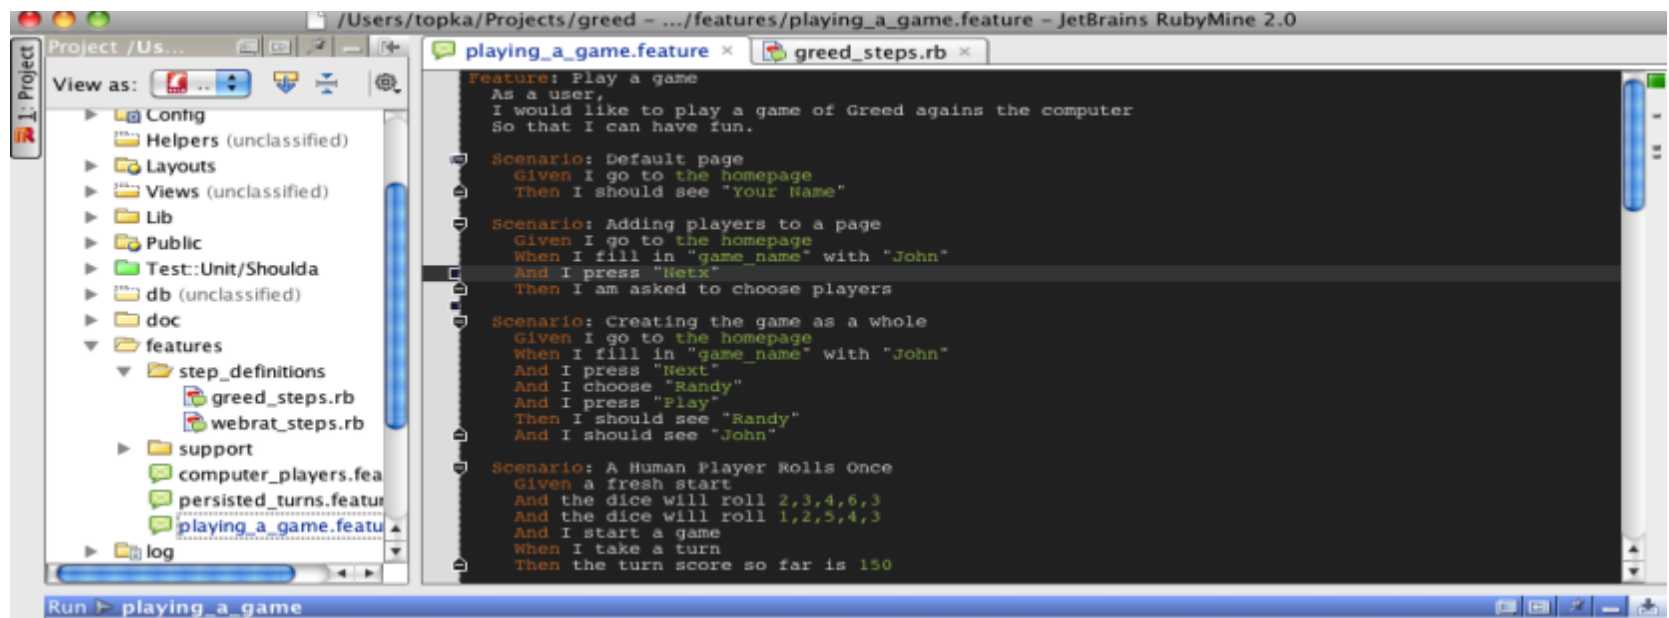 /Users/topka/Projects/greed – .../features/playing_a_game.feature – JetBrains RubyMine 2.0
1: Project
Project /Us...
View as: ..
Config
Helpers (unclassified)
Layouts
Views (unclassified)
Lib
Public
Test::Unit/Shoulda
db (unclassified)
doc
features
step_definitions
greed_steps.rb
webrat_steps.rb
support
computer_players.fea
persisted_turns.featur
playing_a_game.featu
log
playing_a_game.feature ×
greed_steps.rb ×
Feature: Play a game
As a user,
I would like to play a game of Greed agains the computer
So that I can have fun.
Scenario: Default page
Given I go to the homepage
Then I should see "Your Name"
Scenario: Adding players to a page
Given I go to the homepage
When I fill in "game_name" with "John"
And I press "Netx"
Then I am asked to choose players
Scenario: Creating the game as a whole
Given I go to the homepage
When I fill in "game_name" with "John"
And I press "Next"
And I choose "Randy"
And I press "Play"
Then I should see "Randy"
And I should see "John"
Scenario: A Human Player Rolls Once
Given a fresh start
And the dice will roll 2,3,4,6,3
And the dice will roll 1,2,5,4,3
And I start a game
When I take a turn
Then the turn score so far is 150
Run playing_a_game